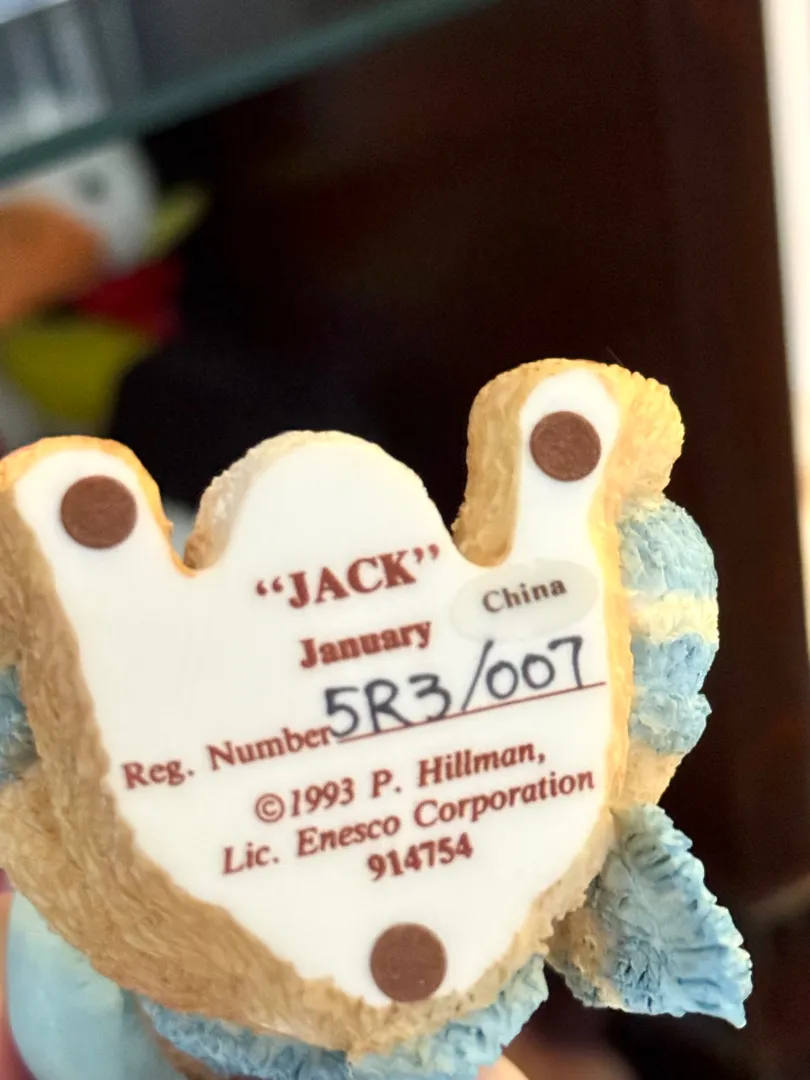 “JACK”
China
January
Reg. Number 5R3/007
©1993 P. Hillman,
Lic. Enesco Corporation
914754